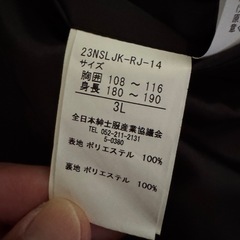 23NSLJK-RJ-14
サイズ
胸囲 108 ～ 116
身長 180 ～ 190
3L
全日本紳士服産業協議会
052-211-2131
5-0360
表地 ポリエステル 100%
裏地 ポリエステル 100%